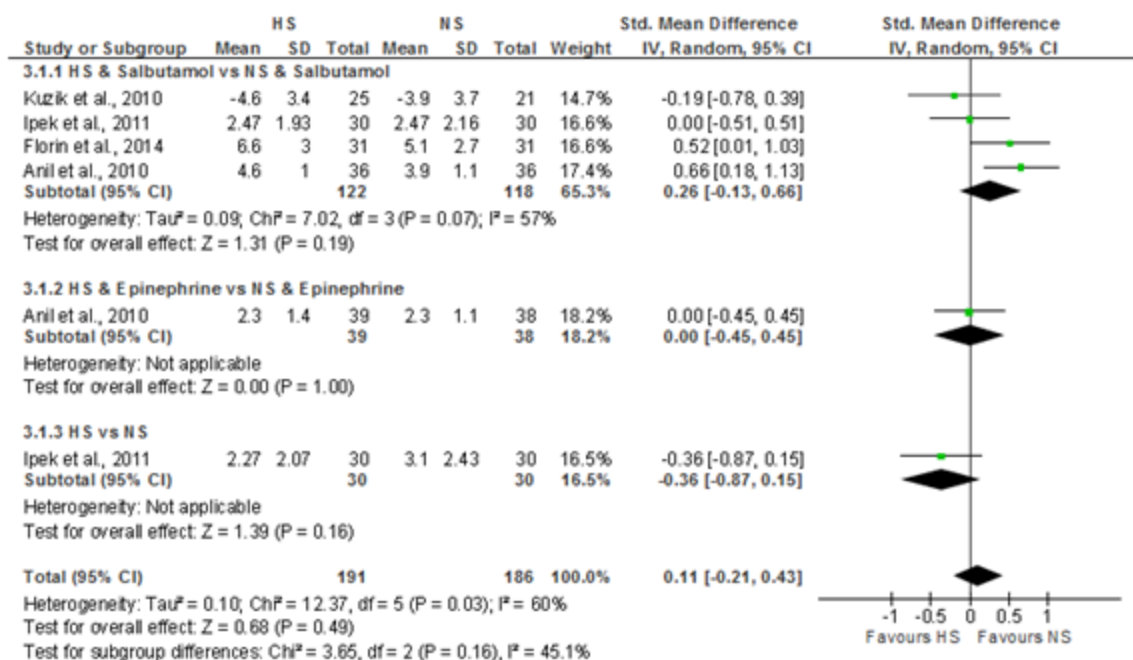 HS NS Std. Mean Difference Std. Mean Difference
Study or Subgroup Mean SD Total Mean SD Total Weight IV, Random, 95% CI IV, Random, 95% CI
3.1.1 HS & Salbutamol vs NS & Salbutamol
Kuzik et al., 2010 -4.6 3.4 25 -3.9 3.7 21 14.7% -0.19 [-0.78, 0.39]
Ipek et al., 2011 2.47 1.93 30 2.47 2.16 30 16.6% 0.00 [-0.51, 0.51]
Florin et al., 2014 6.6 3 31 5.1 2.7 31 16.6% 0.52 [0.01, 1.03]
Anil et al., 2010 4.6 1 36 3.9 1.1 36 17.4% 0.66 [0.18, 1.13]
Subtotal (95% CI) 122 118 65.3% 0.26 [-0.13, 0.66]
Heterogeneity: Tau² = 0.09; Chi² = 7.02, df = 3 (P = 0.07); I² = 57%
Test for overall effect: Z = 1.31 (P = 0.19)
3.1.2 HS & Epinephrine vs NS & Epinephrine
Anil et al., 2010 2.3 1.4 39 2.3 1.1 38 18.2% 0.00 [-0.45, 0.45]
Subtotal (95% CI) 39 38 18.2% 0.00 [-0.45, 0.45]
Heterogeneity: Not applicable
Test for overall effect: Z = 0.00 (P = 1.00)
3.1.3 HS vs NS
Ipek et al., 2011 2.27 2.07 30 3.1 2.43 30 16.5% -0.36 [-0.87, 0.15]
Subtotal (95% CI) 30 30 16.5% -0.36 [-0.87, 0.15]
Heterogeneity: Not applicable
Test for overall effect: Z = 1.39 (P = 0.16)
Total (95% CI) 191 186 100.0% 0.11 [-0.21, 0.43]
Heterogeneity: Tau² = 0.10; Chi² = 12.37, df = 5 (P = 0.03); I² = 60%
Test for overall effect: Z = 0.68 (P = 0.49)
Test for subgroup differences: Chi² = 3.65, df = 2 (P = 0.16), I² = 45.1%
-1 -0.5 0 0.5 1
Favours HS Favours NS